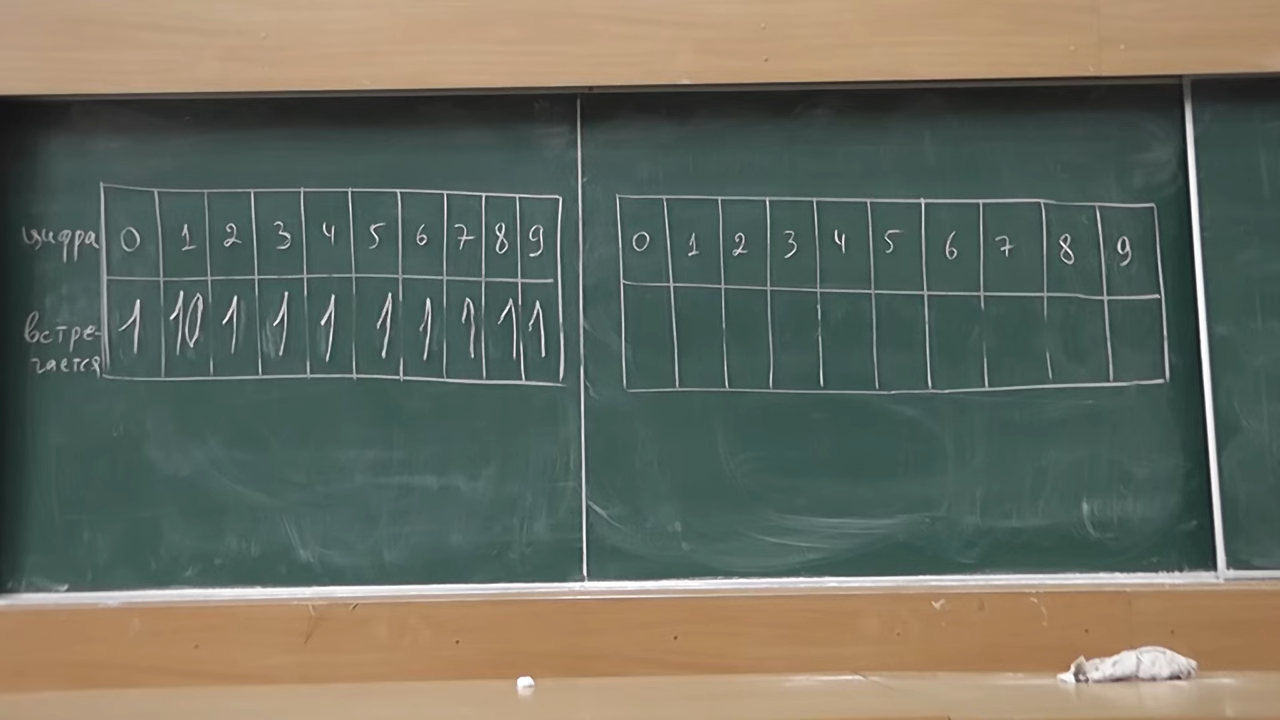 цифра 0 1 2 3 4 5 6 7 8 9
встре-
чается 1 10 1 1 1 1 1 1 1 1
0 1 2 3 4 5 6 7 8 9